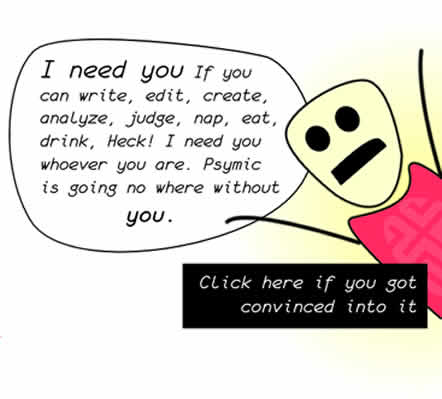 I need you If you
can write, edit, create,
analyze, judge, nap, eat,
drink, Heck! I need you
whoever you are. Psymic
is going no where without
you.
Click here if you got
convinced into it